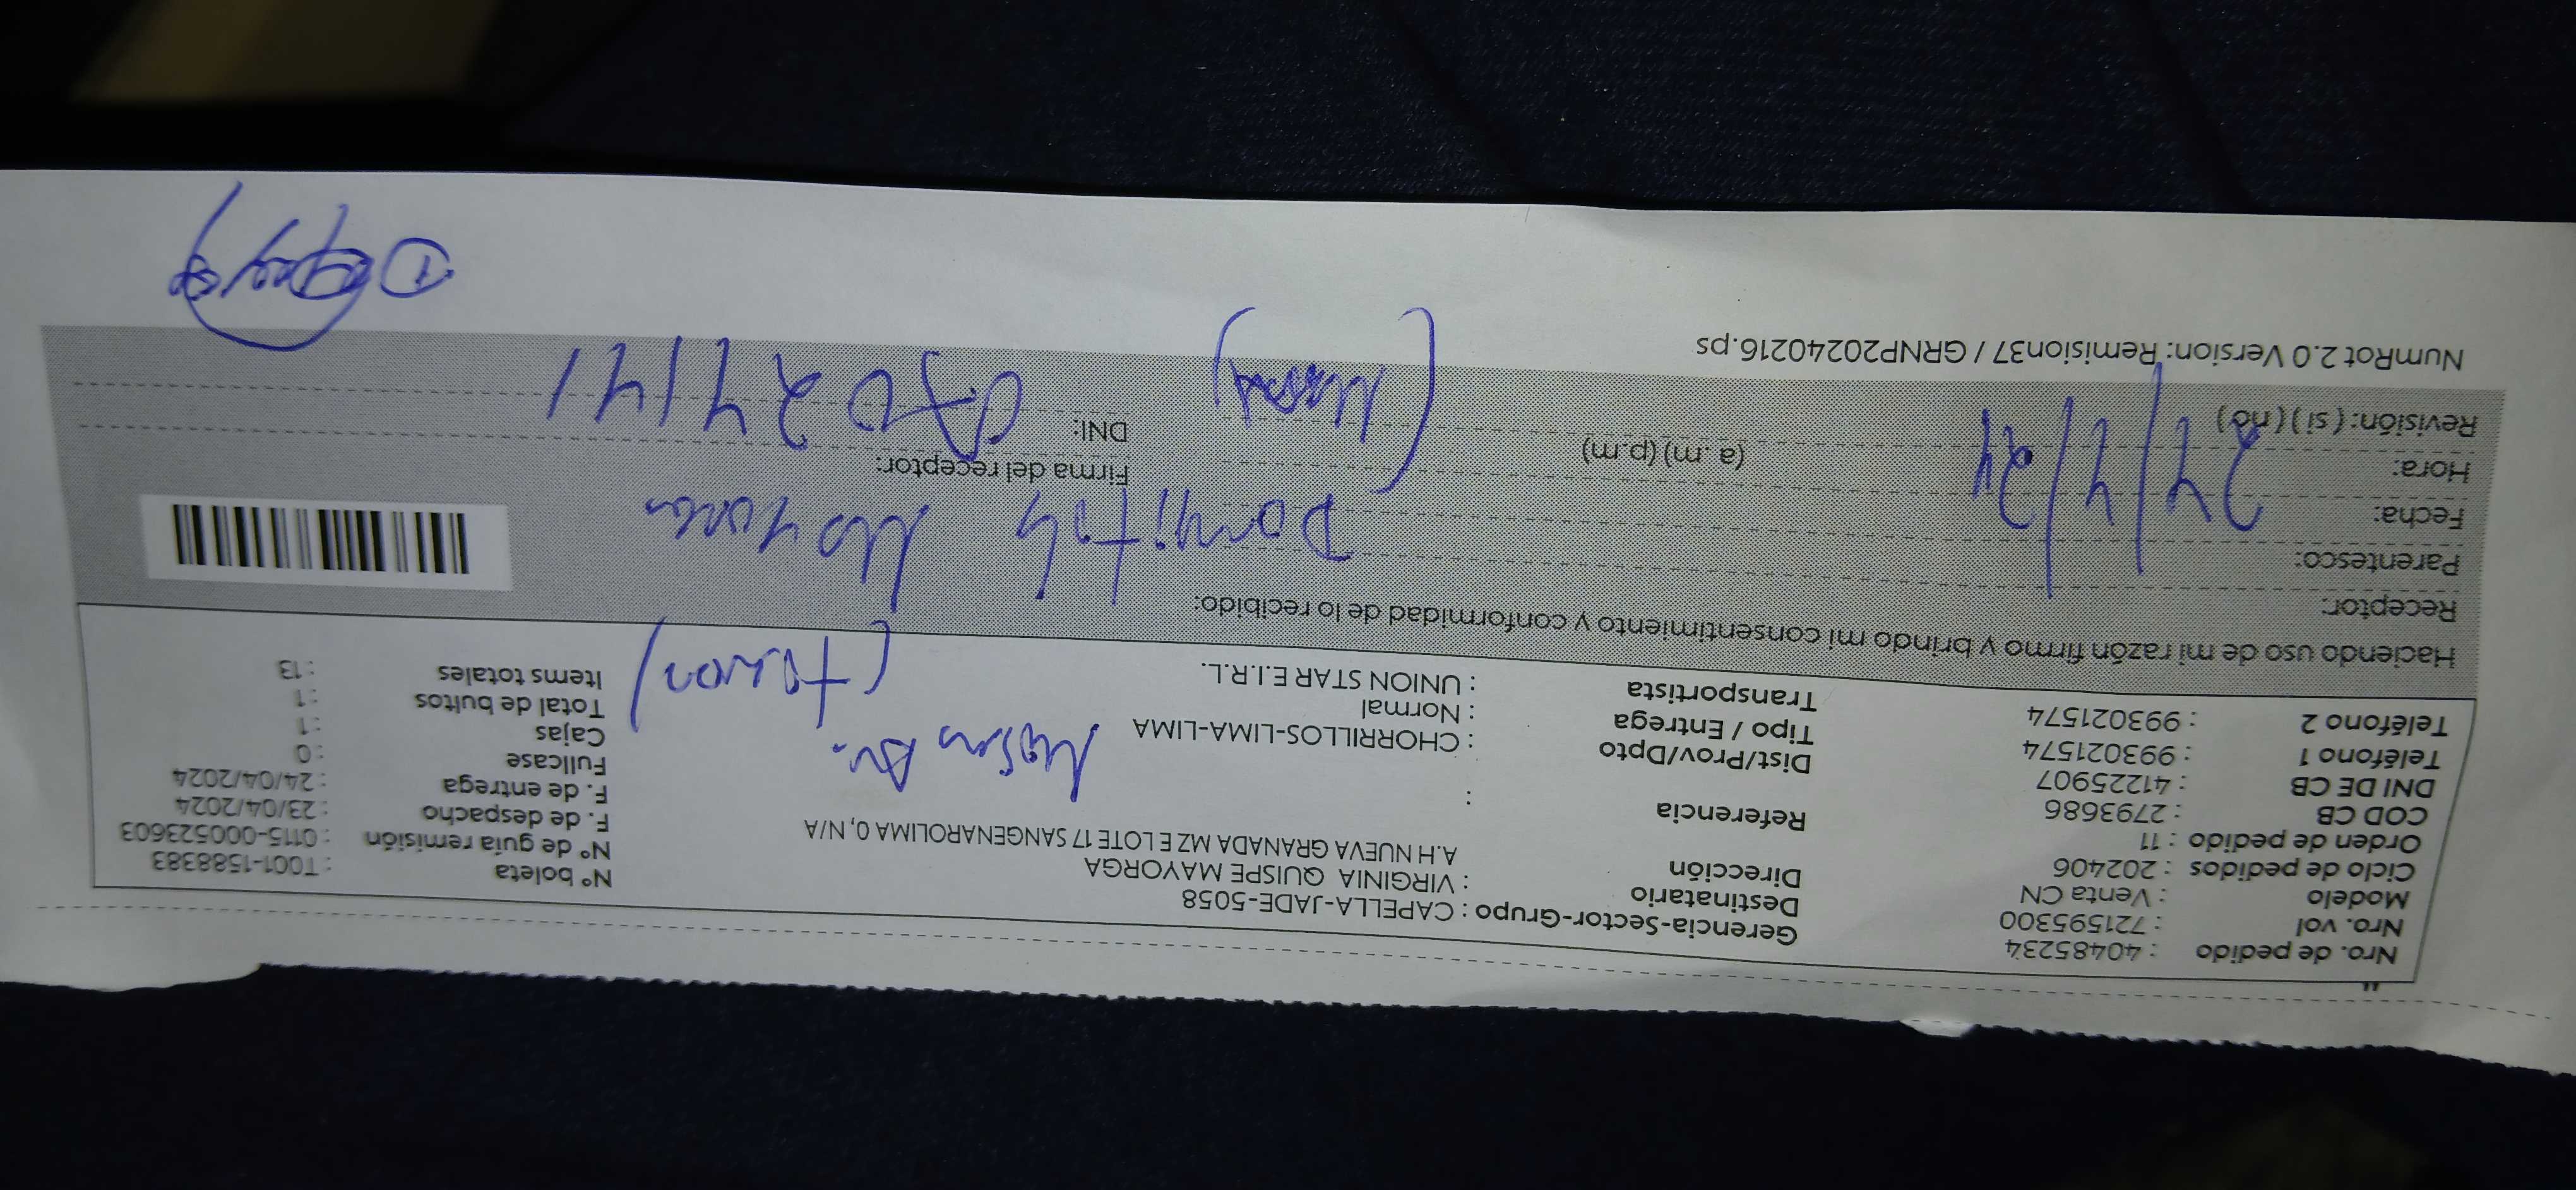 Nro. de pedido : 40485234
Nro. vol : 721595300
Modelo : Venta CN
Ciclo de pedidos : 202406
Orden de pedido : 11
COD CB : 2793686
DNI DE CB : 41225907
Teléfono 1 : 993021574
Teléfono 2 : 993021574
Gerencia-Sector-Grupo : CAPELLA-JADE-5058
Destinatario : VIRGINIA QUISPE MAYORGA
Dirección A.H NUEVA GRANADA MZ E LOTE 17 SANGENAROLIMA 0, N/A
Referencia :
Dist/Prov/Dpto : CHORRILLOS-LIMA-LIMA
Tipo / Entrega : Normal
Transportista : UNION STAR E.I.R.L.
Nº boleta : T001-1588383
Nº de guía remisión : 0115-000523603
F. de despacho : 23/04/2024
F. de entrega : 24/04/2024
Fullcase : 0
Cajas : 1
Total de bultos : 1
Items totales : 13
Haciendo uso de mi razón firmo y brindo mi consentimiento y conformidad de lo recibido:
Receptor:
Parentesco:
Fecha: 24/4/24
Hora: (a.m) (p.m)
Revisión: (si) (no)
Firma del receptor:
DNI:
NumRot 2.0 Version: Remision37 / GRNP20240216.ps
1